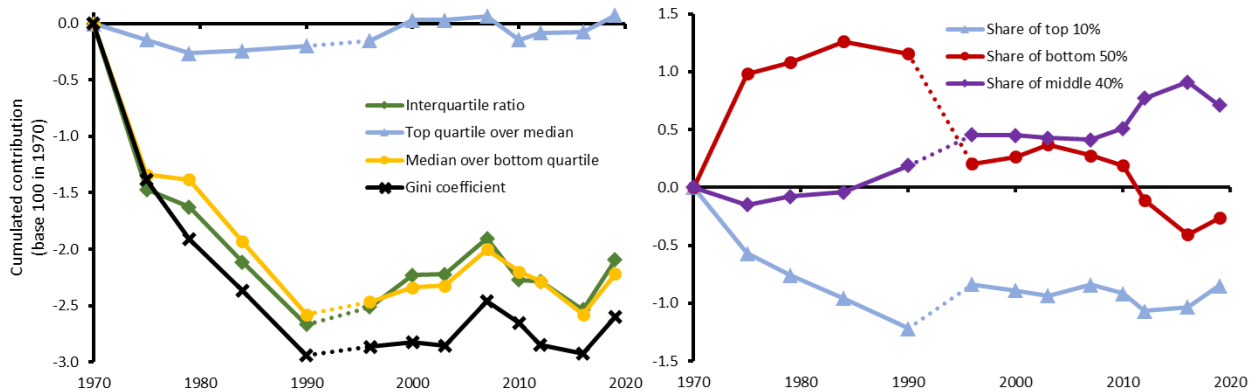 Cumulated contribution
(base 100 in 1970)
0.0
-0.5
-1.0
-1.5
-2.0
-2.5
-3.0
1970
1980
1990
2000
2010
2020
Interquartile ratio
Top quartile over median
Median over bottom quartile
Gini coefficient
1.5
1.0
0.5
0.0
-0.5
-1.0
-1.5
1970
1980
1990
2000
2010
2020
Share of top 10%
Share of bottom 50%
Share of middle 40%